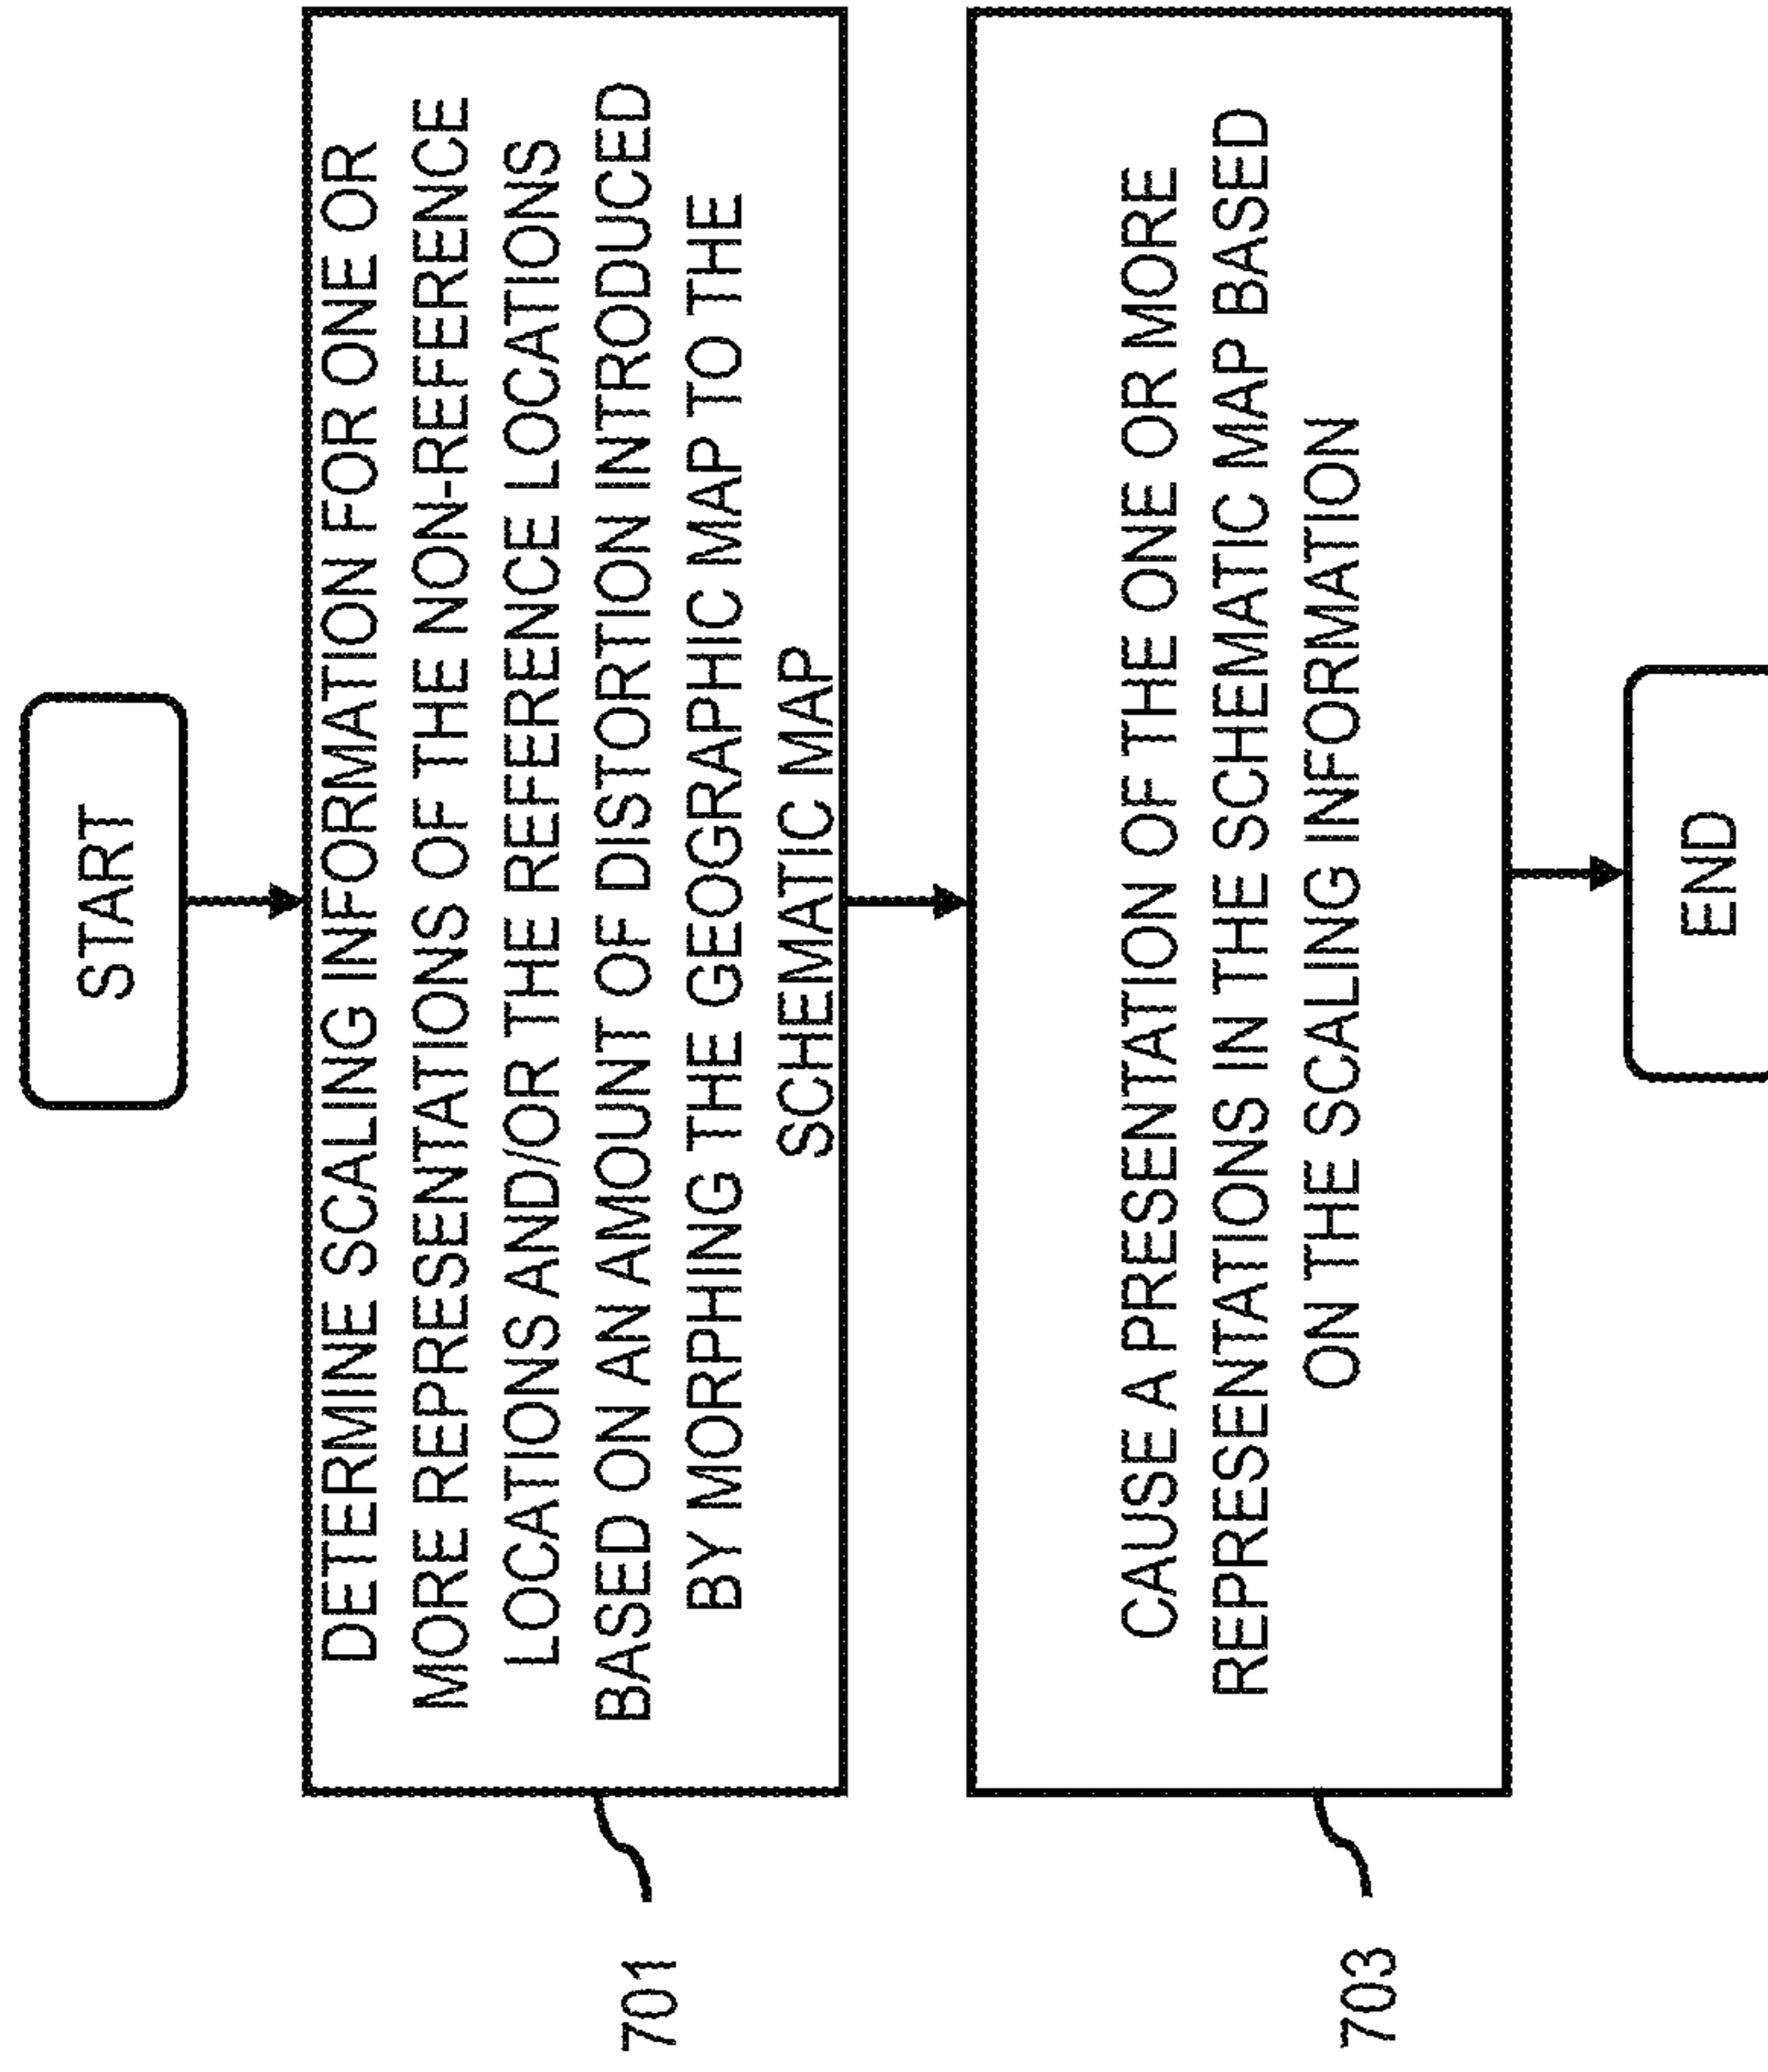 START
DETERMINE SCALING INFORMATION FOR ONE OR
MORE REPRESENTATIONS OF THE NON-REFERENCE
LOCATIONS AND/OR THE REFERENCE LOCATIONS
BASED ON AN AMOUNT OF DISTORTION INTRODUCED
BY MORPHING THE GEOGRAPHIC MAP TO THE
SCHEMATIC MAP
701
CAUSE A PRESENTATION OF THE ONE OR MORE
REPRESENTATIONS IN THE SCHEMATIC MAP BASED
ON THE SCALING INFORMATION
703
END